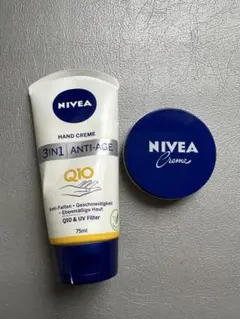 NIVEA
HAND CREME
3IN1 ANTI-AGE
Q10
Anti-Falten • Geschmeidigkeit •
• Ebenmäßige Haut
Q10 & UV Filter
75ml
NIVEA
Creme